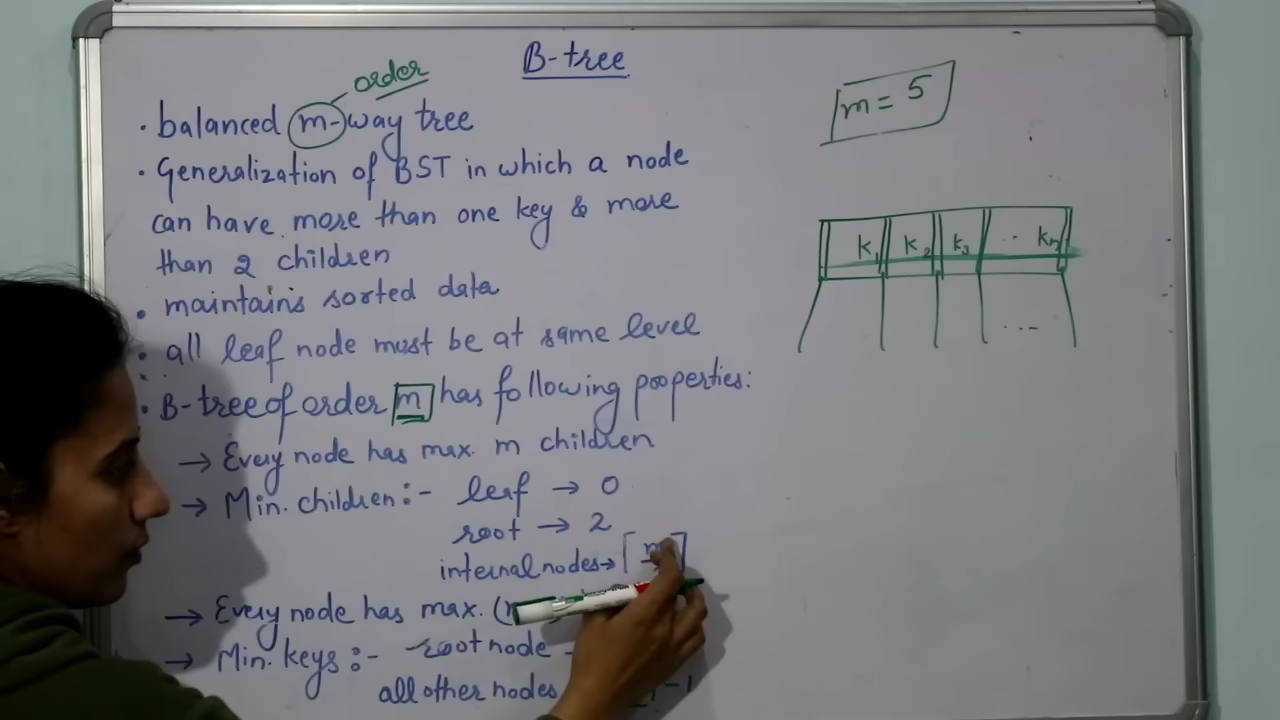 B-tree
order
m = 5
• balanced m-way tree
• Generalization of BST in which a node
can have more than one key & more
than 2 children
• maintains sorted data
• all leaf node must be at same level
• B-tree of order m has following properties:
→ Every node has max. m children
→ Min. children :- leaf → 0
root → 2
internal nodes → ⌈m
→ Every node has max. (
→ Min. keys :- root node -
all other nodes -1
K1 K2 K3 .. Kn
...